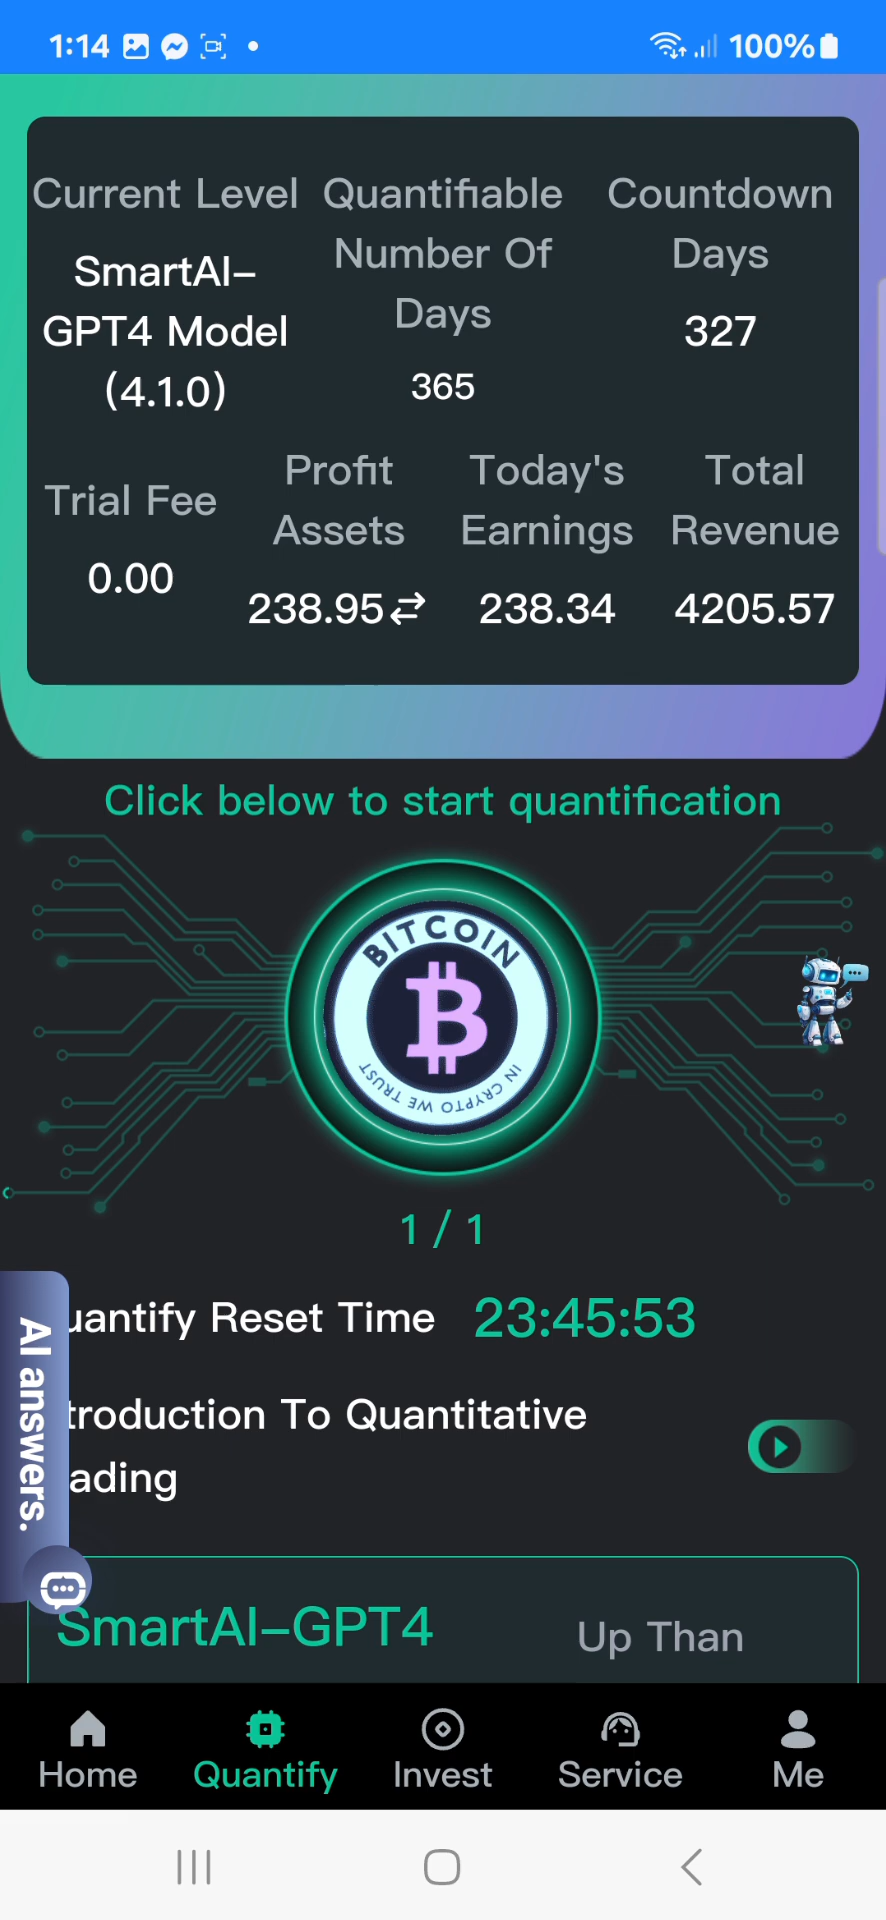 1:14
100%
Current Level
SmartAI–
GPT4 Model
(4.1.0)
Quantifiable
Number Of
Days
365
Countdown
Days
327
Trial Fee
0.00
Profit
Assets
238.95
Today's
Earnings
238.34
Total
Revenue
4205.57
Click below to start quantification
BITCOIN
IN CRYPTO WE TRUST
1 / 1
uantify Reset Time 23:45:53
AI answers.
troduction To Quantitative
ading
SmartAI–GPT4
Up Than
Home
Quantify
Invest
Service
Me